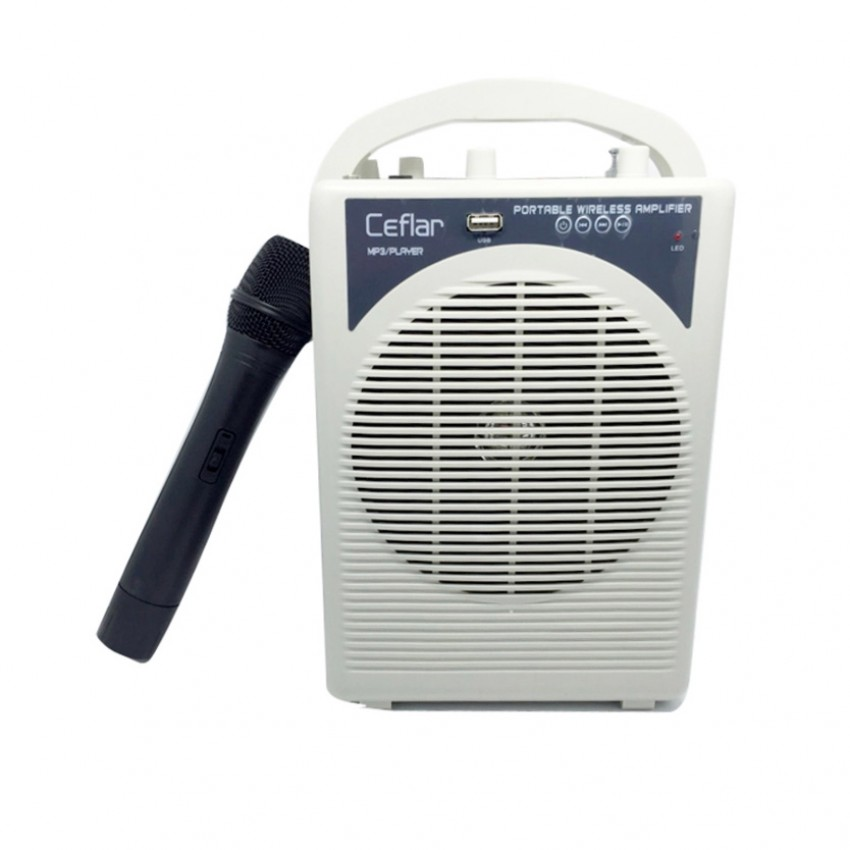 PORTABLE WIRELESS AMPLIFIER
Ceflar
USB
MP3/PLAYER
LED